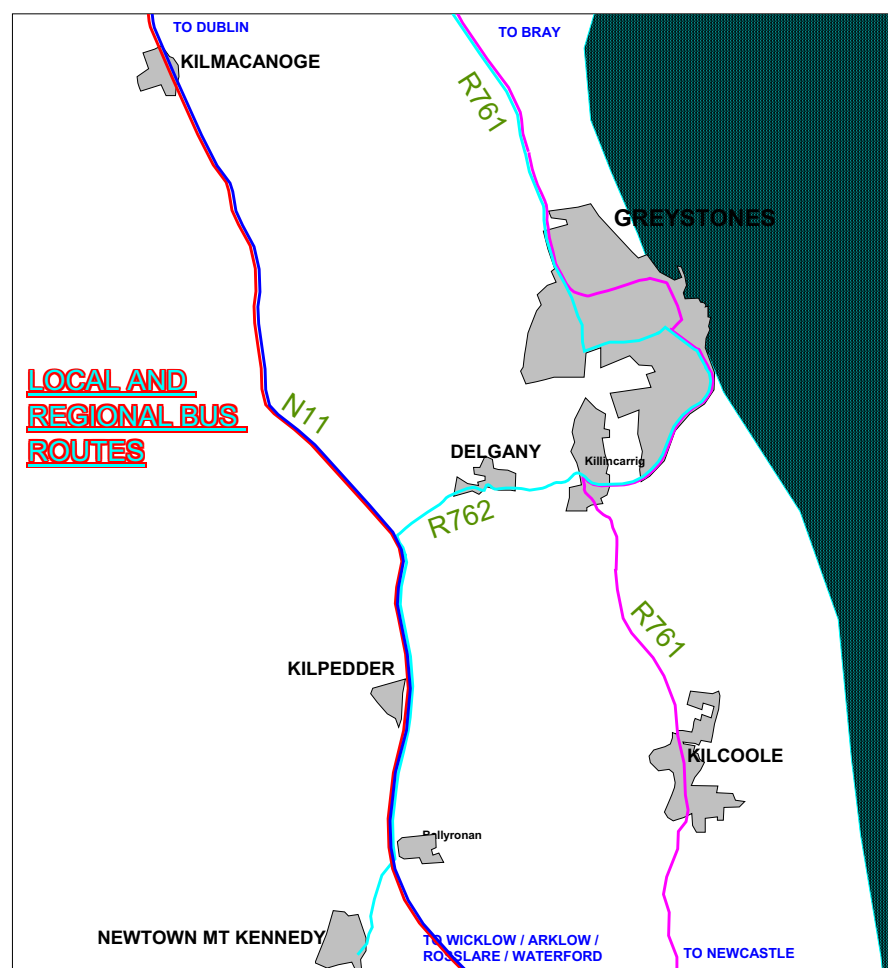 TO DUBLIN
TO BRAY
KILMACANOGE
R761
GREYSTONES
LOCAL AND
REGIONAL BUS
ROUTES
N11
DELGANY
Killincarrig
R762
R761
KILPEDDER
KILCOOLE
Ballyronan
NEWTOWN MT KENNEDY
TO WICKLOW / ARKLOW /
ROSSLARE / WATERFORD
TO NEWCASTLE